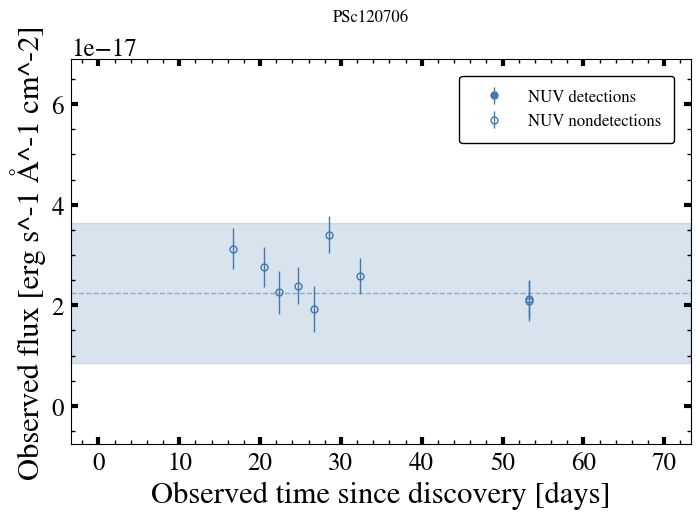 PSc120706
1e−17
NUV detections
NUV nondetections
Observed flux [erg s^-1 Å^-1 cm^-2]
6
4
2
0
0 10 20 30 40 50 60 70
Observed time since discovery [days]